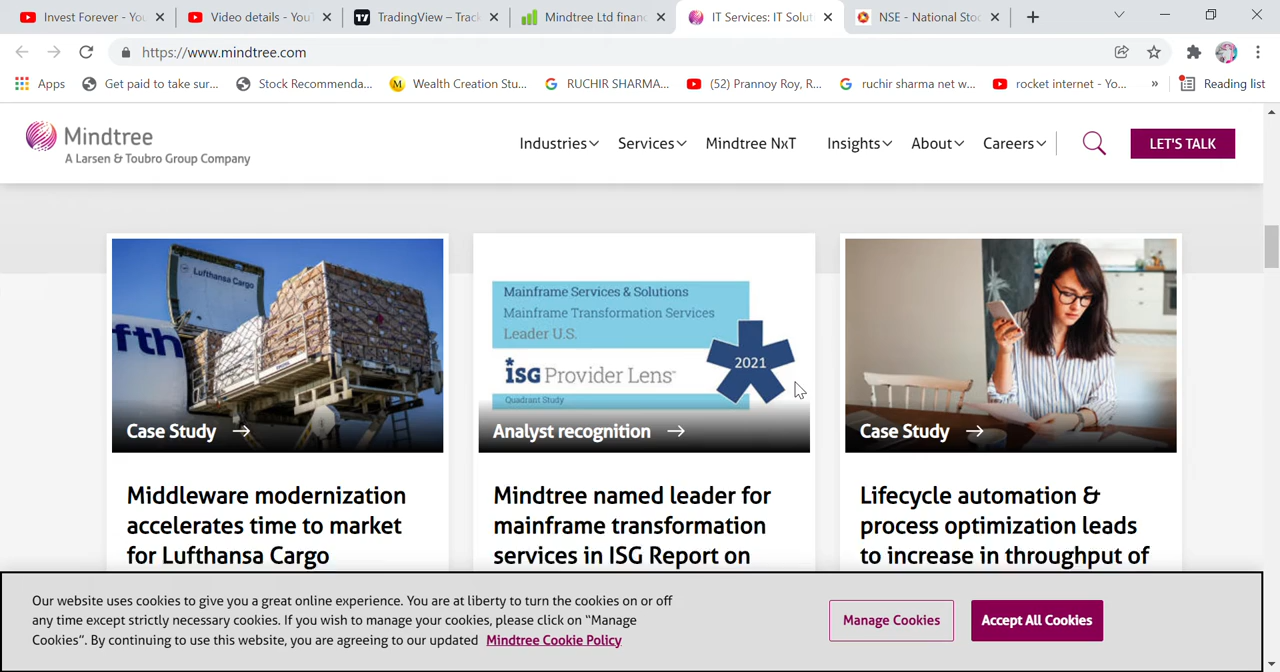 Invest Forever - You
Video details - YouT
TradingView – Track
Mindtree Ltd financ
IT Services: IT Solut
NSE - National Stoc
https://www.mindtree.com
Apps
Get paid to take sur...
Stock Recommenda...
Wealth Creation Stu...
RUCHIR SHARMA...
(52) Prannoy Roy, R...
ruchir sharma net w...
rocket internet - Yo...
»
Reading list
Mindtree
A Larsen & Toubro Group Company
Industries
Services
Mindtree NxT
Insights
About
Careers
LET'S TALK
Lufthansa Cargo
fth
Case Study →
Mainframe Services & Solutions
Mainframe Transformation Services
Leader U.S.
ISG Provider Lens™
2021
Quadrant Study
Analyst recognition →
Case Study →
Middleware modernization
accelerates time to market
for Lufthansa Cargo
Mindtree named leader for
mainframe transformation
services in ISG Report on
Lifecycle automation &
process optimization leads
to increase in throughput of
Our website uses cookies to give you a great online experience. You are at liberty to turn the cookies on or off
any time except strictly necessary cookies. If you wish to manage your cookies, please click on “Manage
Cookies”. By continuing to use this website, you are agreeing to our updated Mindtree Cookie Policy
Manage Cookies
Accept All Cookies